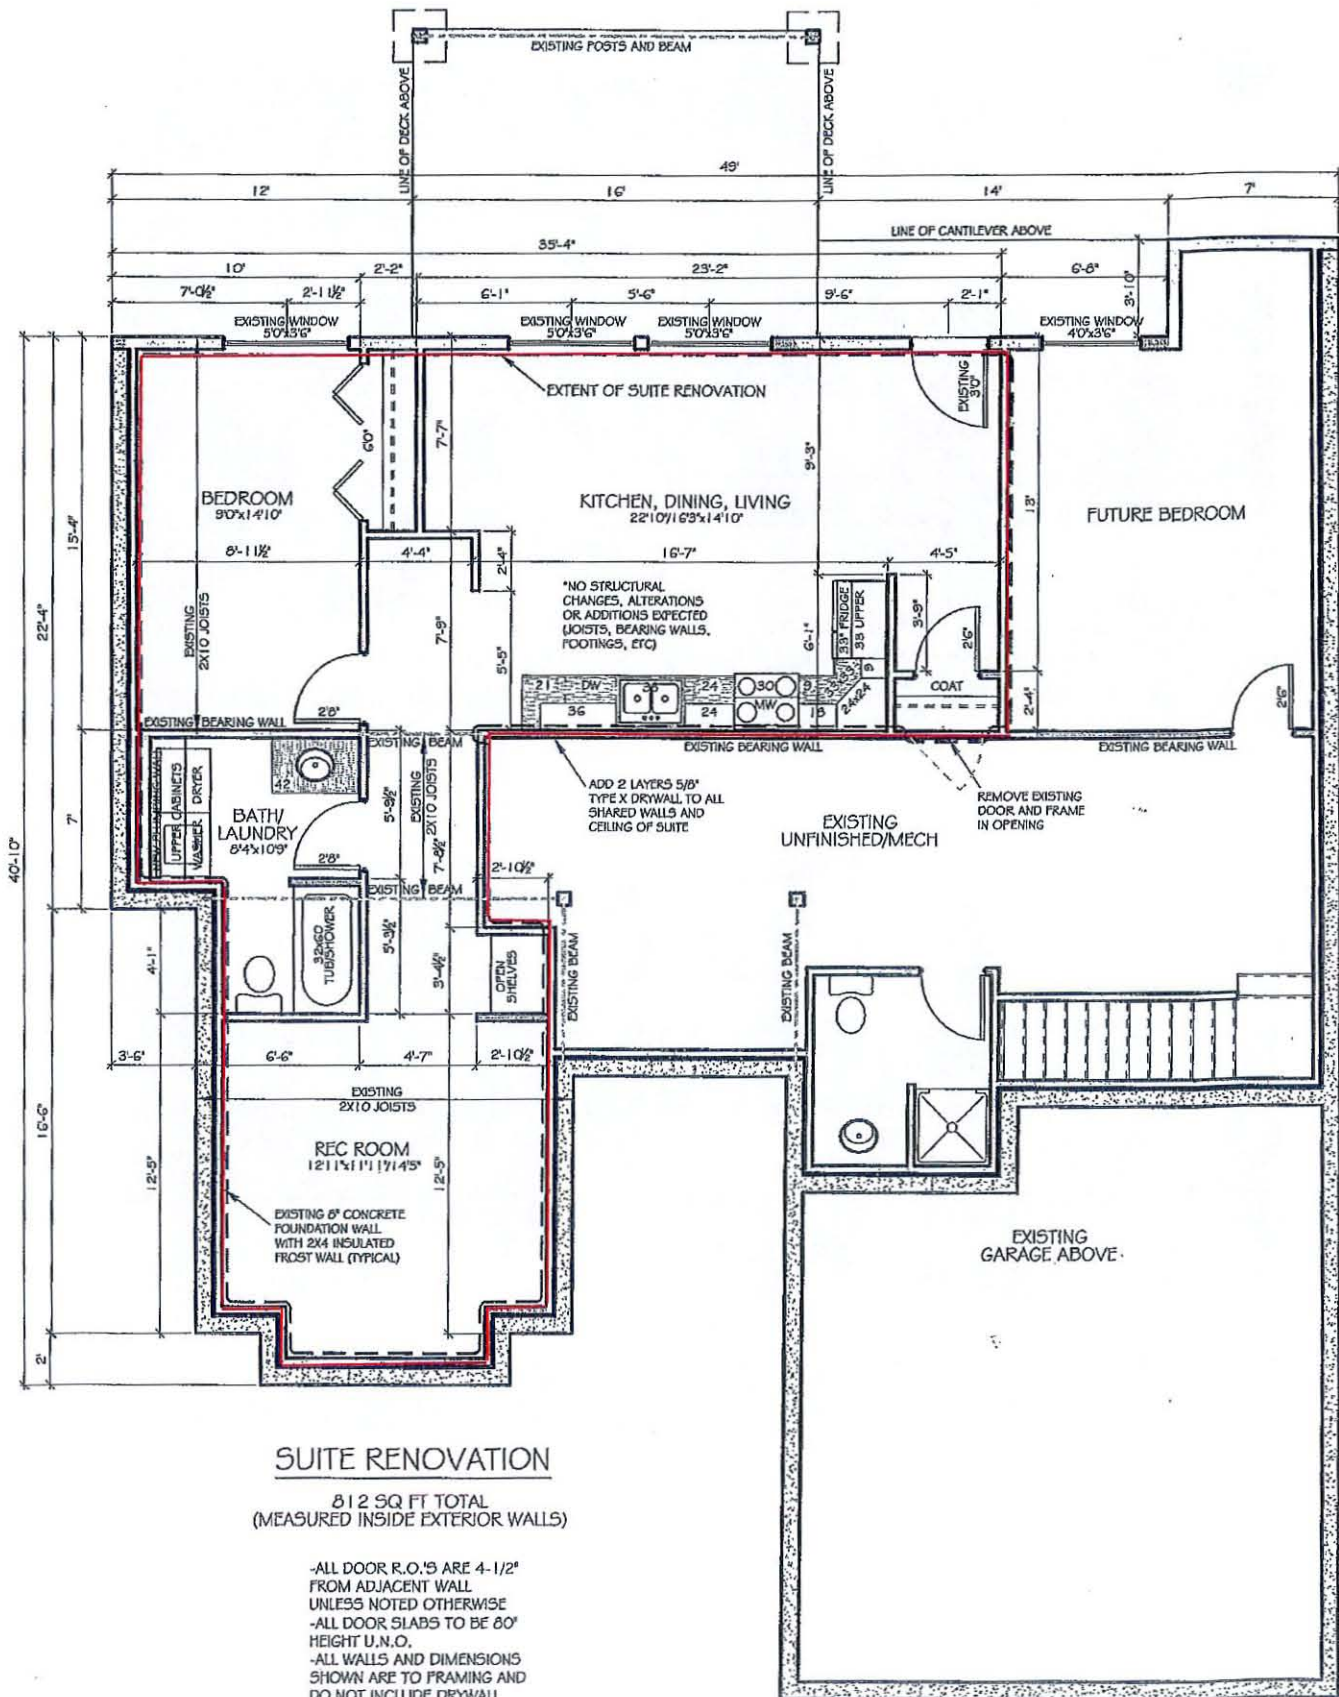 EXISTING POSTS AND BEAM
LINE OF DECK ABOVE
LINE OF DECK ABOVE
49'
12'
16'
14'
7'
LINE OF CANTILEVER ABOVE
35'-4"
10'
2'-2"
23'-2"
6'-8"
3'-10"
7'-0½"
2'-11½"
6'-1"
5'-6"
9'-6"
2'-1"
EXISTING WINDOW
5'0"x3'6"
EXISTING WINDOW
5'0"x3'6"
EXISTING WINDOW
5'0"x3'6"
EXISTING WINDOW
4'0"x3'6"
EXTENT OF SUITE RENOVATION
EXISTING
3'0"
6'0"
7'-7"
9'-3"
13'
BEDROOM
9'0"x14'10"
KITCHEN, DINING, LIVING
22'10"/16'3"x14'10"
FUTURE BEDROOM
15'-4"
22'-4"
40'-10"
8'-11½"
4'-4"
2'-4"
16'-7"
4'-5"
*NO STRUCTURAL
CHANGES, ALTERATIONS
OR ADDITIONS EXPECTED
(JOISTS, BEARING WALLS,
FOOTINGS, ETC)
EXISTING
2X10 JOISTS
7'-9"
5'-5"
6'-1"
33" FRIDGE
33 UPPER
3'-9"
2'6"
COAT
2'-4"
2'6"
21
DW
36
24
30
9
33x33
9
36
24
MW
18
24x24
2'8"
EXISTING BEARING WALL
EXISTING BEAM
EXISTING BEARING WALL
EXISTING BEARING WALL
NEW PLUMBING WALL
UPPER CABINETS
WASHER
DRYER
42
BATH/
LAUNDRY
8'4"x10'9"
2'8"
5'-9½"
EXISTING
2X10 JOISTS
7'-8½"
ADD 2 LAYERS 5/8"
TYPE X DRYWALL TO ALL
SHARED WALLS AND
CEILING OF SUITE
EXISTING
UNFINISHED/MECH
REMOVE EXISTING
DOOR AND FRAME
IN OPENING
7'
2'-10½"
EXISTING BEAM
4'-1"
32x60
TUB/SHOWER
5'-3½"
3'-4½"
OPEN
SHELVES
EXISTING BEAM
EXISTING BEAM
3'-6"
6'-6"
4'-7"
2'-10½"
EXISTING
2X10 JOISTS
16'-6"
12'-5"
12'-5"
REC ROOM
12'11"x11'11"/14'5"
EXISTING 8" CONCRETE
FOUNDATION WALL
WITH 2X4 INSULATED
FROST WALL (TYPICAL)
EXISTING
GARAGE ABOVE
2'
SUITE RENOVATION
812 SQ FT TOTAL
(MEASURED INSIDE EXTERIOR WALLS)
-ALL DOOR R.O.'S ARE 4-1/2"
FROM ADJACENT WALL
UNLESS NOTED OTHERWISE
-ALL DOOR SLABS TO BE 80"
HEIGHT U.N.O.
-ALL WALLS AND DIMENSIONS
SHOWN ARE TO FRAMING AND
DO NOT INCLUDE DRYWALL